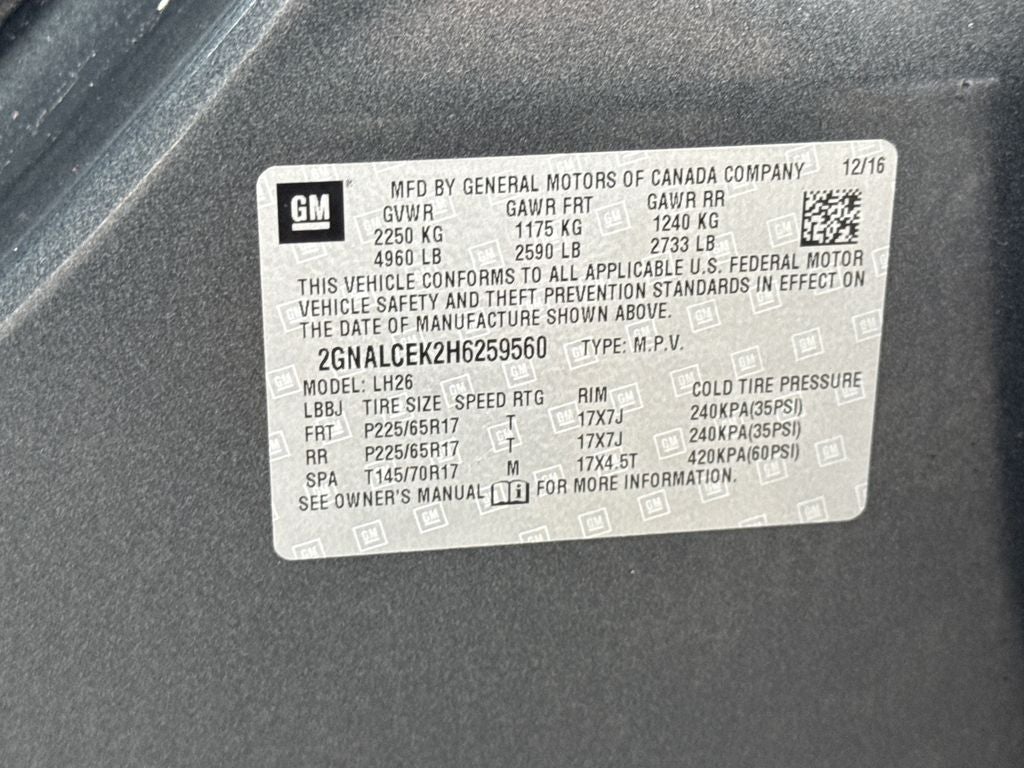 GM MFD BY GENERAL MOTORS OF CANADA COMPANY 12/16
GVWR GAWR FRT GAWR RR
2250 KG 1175 KG 1240 KG
4960 LB 2590 LB 2733 LB
THIS VEHICLE CONFORMS TO ALL APPLICABLE U.S. FEDERAL MOTOR
VEHICLE SAFETY AND THEFT PREVENTION STANDARDS IN EFFECT ON
THE DATE OF MANUFACTURE SHOWN ABOVE.
2GNALCEK2H6259560 TYPE: M.P.V.
MODEL: LH26
LBBJ TIRE SIZE SPEED RTG RIM COLD TIRE PRESSURE
FRT P225/65R17 T 17X7J 240KPA(35PSI)
RR P225/65R17 T 17X7J 240KPA(35PSI)
SPA T145/70R17 M 17X4.5T 420KPA(60PSI)
SEE OWNER'S MANUAL FOR MORE INFORMATION.